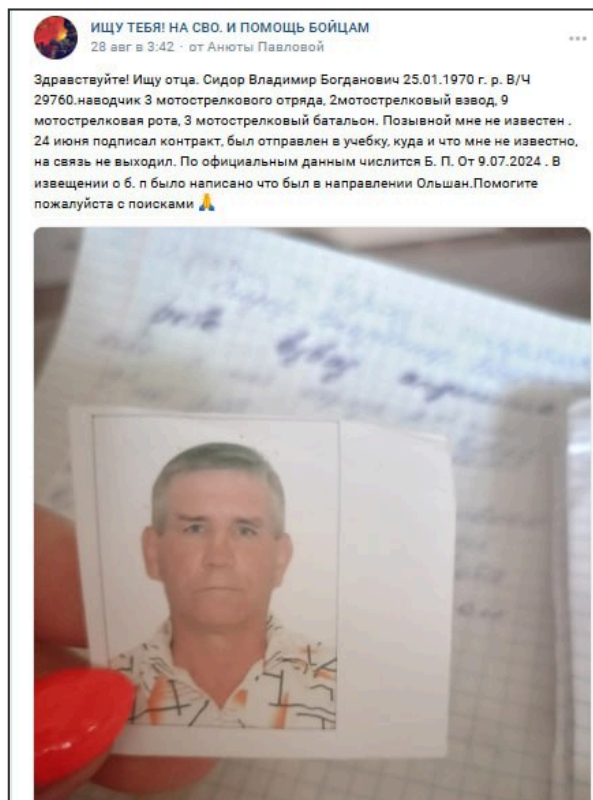 ИЩУ ТЕБЯ! НА СВО. И ПОМОЩЬ БОЙЦАМ
28 авг в 3:42 · от Анюты Павловой
Здравствуйте! Ищу отца. Сидор Владимир Богданович 25.01.1970 г. р. В/Ч
29760.наводчик 3 мотострелкового отряда, 2мотострелковый взвод, 9
мотострелковая рота, 3 мотострелковый батальон. Позывной мне не известен .
24 июня подписал контракт, был отправлен в учебку, куда и что мне не известно,
на связь не выходил. По официальным данным числится Б. П. От 9.07.2024 . В
извещении о б. п было написано что был в направлении Ольшан.Помогите
пожалуйста с поисками 🙏